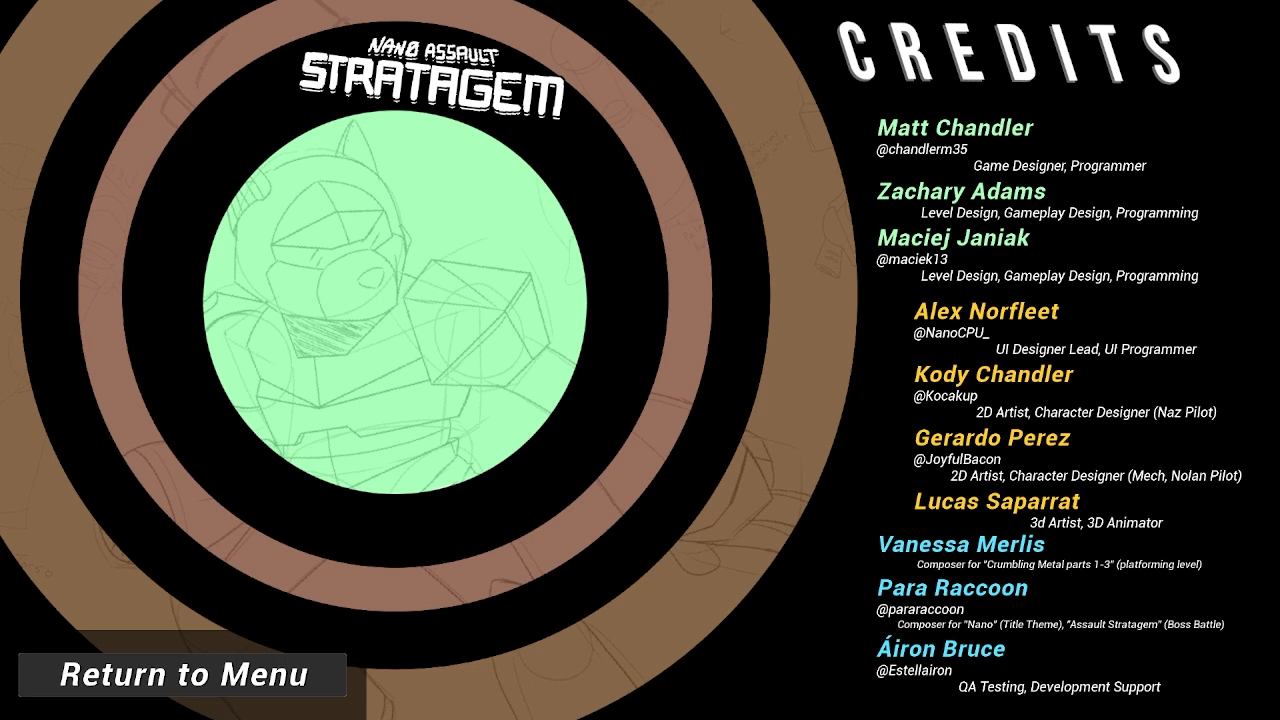 NANO ASSAULT
STRATAGEM
CREDITS
Matt Chandler
@chandlerm35
Game Designer, Programmer
Zachary Adams
Level Design, Gameplay Design, Programming
Maciej Janiak
@maciek13
Level Design, Gameplay Design, Programming
Alex Norfleet
@NanoCPU_
UI Designer Lead, UI Programmer
Kody Chandler
@Kocakup
2D Artist, Character Designer (Naz Pilot)
Gerardo Perez
@JoyfulBacon
2D Artist, Character Designer (Mech, Nolan Pilot)
Lucas Saparrat
3d Artist, 3D Animator
Vanessa Merlis
Composer for "Crumbling Metal parts 1-3" (platforming level)
Para Raccoon
@pararaccoon
Composer for "Nano" (Title Theme), "Assault Stratagem" (Boss Battle)
Áiron Bruce
@Estellairon
QA Testing, Development Support
Return to Menu